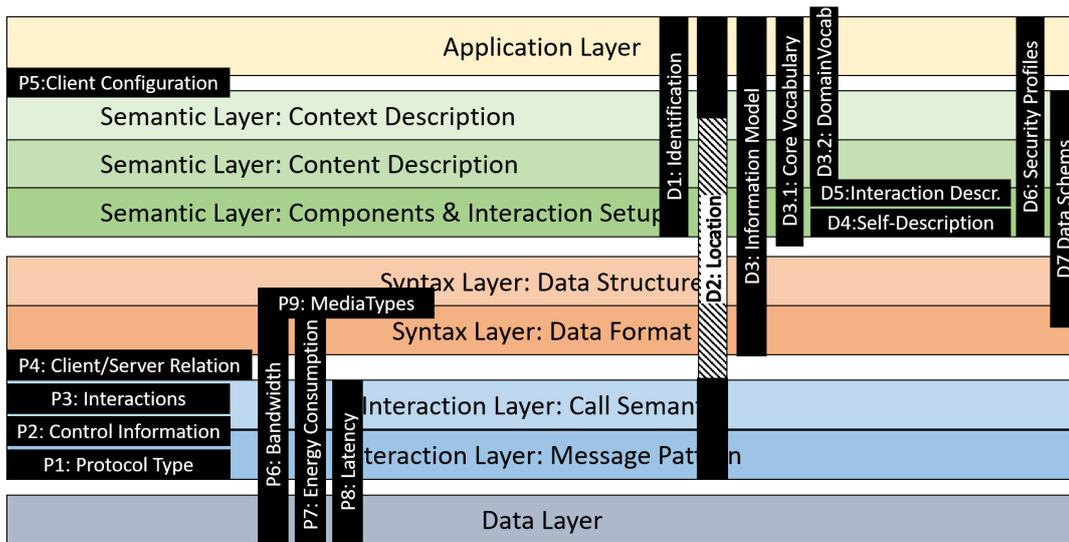 Application Layer
P5:Client Configuration
Semantic Layer: Context Description
Semantic Layer: Content Description
Semantic Layer: Components & Interaction Setup
D1: Identification
D2: Location
D3: Information Model
D3.1: Core Vocabulary
D3.2: DomainVocab
D5:Interaction Descr.
D4:Self-Description
D6: Security Profiles
D7 Data Schems
Syntax Layer: Data Structure
P9: MediaTypes
Syntax Layer: Data Format
P4: Client/Server Relation
P3: Interactions
P2: Control Information
P1: Protocol Type
P6: Bandwidth
P7: Energy Consumption
P8: Latency
Interaction Layer: Call
Layer: Message
Data Layer